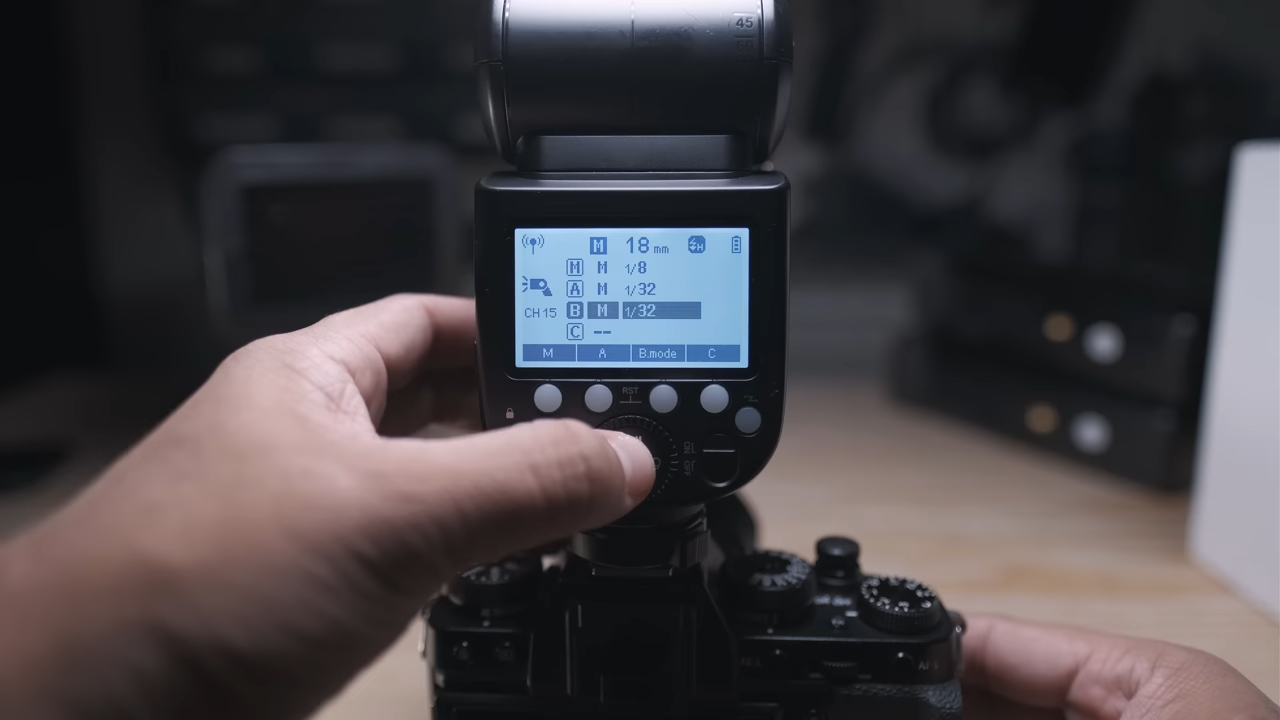 45
M 18 mm H
M M 1/8
A M 1/32
CH 15 B M 1/32
C --
M A B.mode C
RST